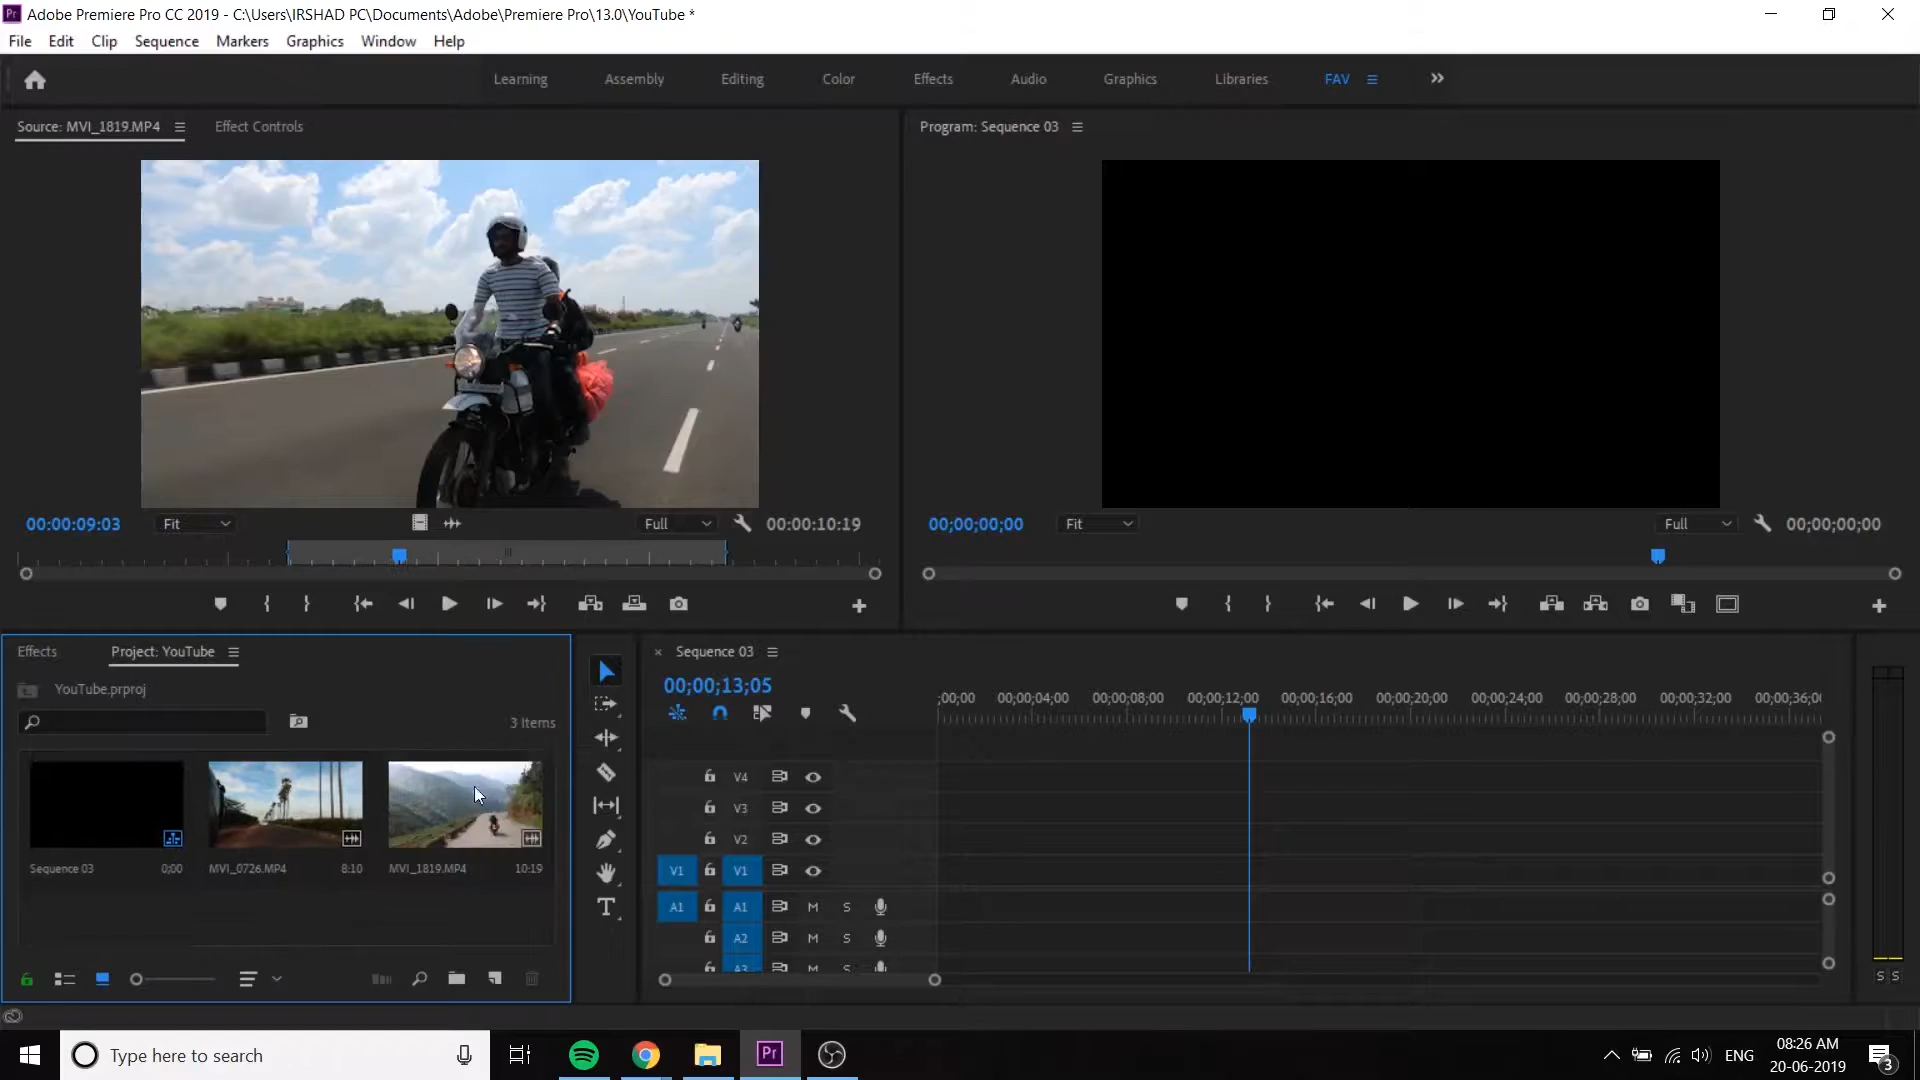 Adobe Premiere Pro CC 2019 - C:\Users\IRSHAD PC\Documents\Adobe\Premiere Pro\13.0\YouTube *
File Edit Clip Sequence Markers Graphics Window Help
Learning Assembly Editing Color Effects Audio Graphics Libraries FAV
Source: MVI_1819.MP4 Effect Controls
Program: Sequence 03
00:00:09:03 Fit Full 00:00:10:19
00;00;00;00 Fit Full 00;00;00;00
Effects Project: YouTube
YouTube.prproj
3 Items
Sequence 03 0;00 MVI_0726.MP4 8:10 MVI_1819.MP4 10:19
Sequence 03
00;00;13;05
;00;00 00;00;04;00 00;00;08;00 00;00;12;00 00;00;16;00 00;00;20;00 00;00;24;00 00;00;28;00 00;00;32;00 00;00;36;0
V4
V3
V2
V1 V1
A1 A1 M S
A2 M S
A3 M S
S S
Type here to search
Pr
ENG
08:26 AM
20-06-2019
3